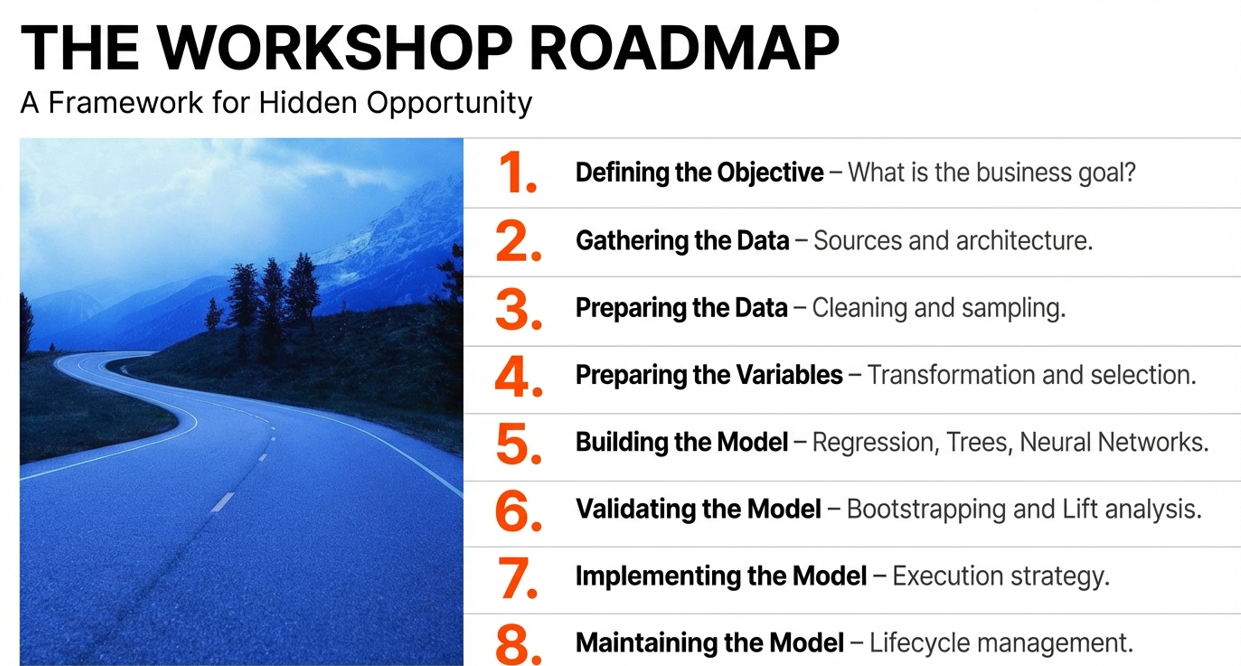 THE WORKSHOP ROADMAP
A Framework for Hidden Opportunity
1. Defining the Objective – What is the business goal?
2. Gathering the Data – Sources and architecture.
3. Preparing the Data – Cleaning and sampling.
4. Preparing the Variables – Transformation and selection.
5. Building the Model – Regression, Trees, Neural Networks.
6. Validating the Model – Bootstrapping and Lift analysis.
7. Implementing the Model – Execution strategy.
8. Maintaining the Model – Lifecycle management.